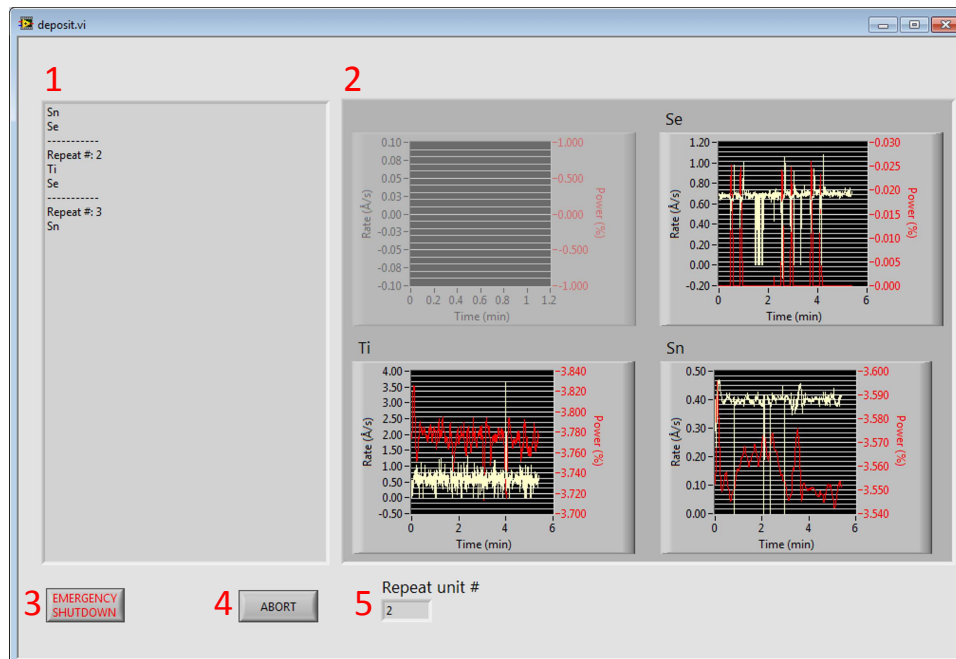 deposit.vi
1
Sn
Se
-----------
Repeat #: 2
Ti
Se
-----------
Repeat #: 3
Sn
2
0.10
0.08
0.05
0.03
0.00
-0.03
-0.05
-0.08
-0.10
Rate (Å/s)
-1.000
-0.500
-0.000
--0.500
--1.000
Power (%)
0 0.2 0.4 0.6 0.8 1 1.2
Time (min)
Se
1.20
1.00
0.80
0.60
0.40
0.20
0.00
-0.20
Rate (Å/s)
-0.030
-0.025
-0.020
-0.015
-0.010
-0.005
-0.000
Power (%)
0 2 4 6
Time (min)
Ti
4.00
3.50
3.00
2.50
2.00
1.50
1.00
0.50
0.00
-0.50
Rate (Å/s)
-3.840
-3.820
-3.800
-3.780
-3.760
-3.740
-3.720
-3.700
Power (%)
0 2 4 6
Time (min)
Sn
0.50
0.40
0.30
0.20
0.10
0.00
Rate (Å/s)
-3.600
-3.590
-3.580
-3.570
-3.560
-3.550
-3.540
Power (%)
0 2 4 6
Time (min)
3
EMERGENCY
SHUTDOWN
4
ABORT
5
Repeat unit #
2